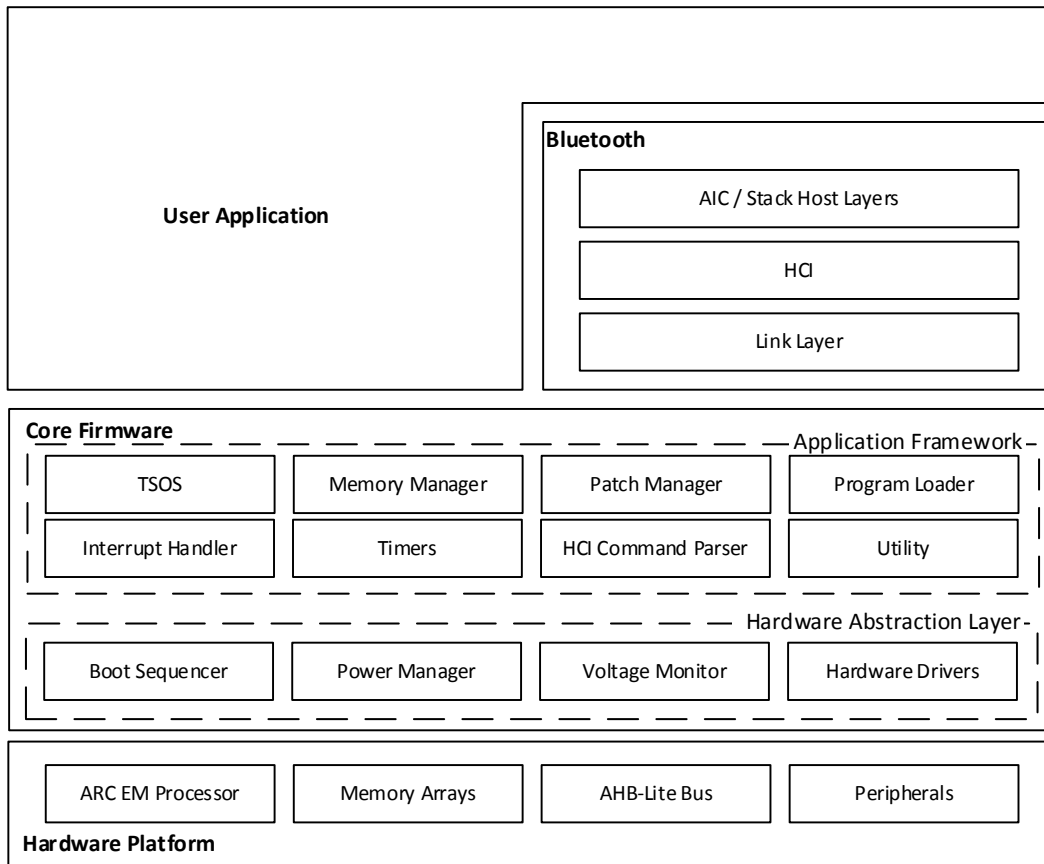 Bluetooth
AIC / Stack Host Layers
User Application
HCI
Link Layer
Core Firmware
Application Framework
TSOS
Memory Manager
Patch Manager
Program Loader
Interrupt Handler
Timers
HCI Command Parser
Utility
Hardware Abstraction Layer
Boot Sequencer
Power Manager
Voltage Monitor
Hardware Drivers
ARC EM Processor
Memory Arrays
AHB-Lite Bus
Peripherals
Hardware Platform